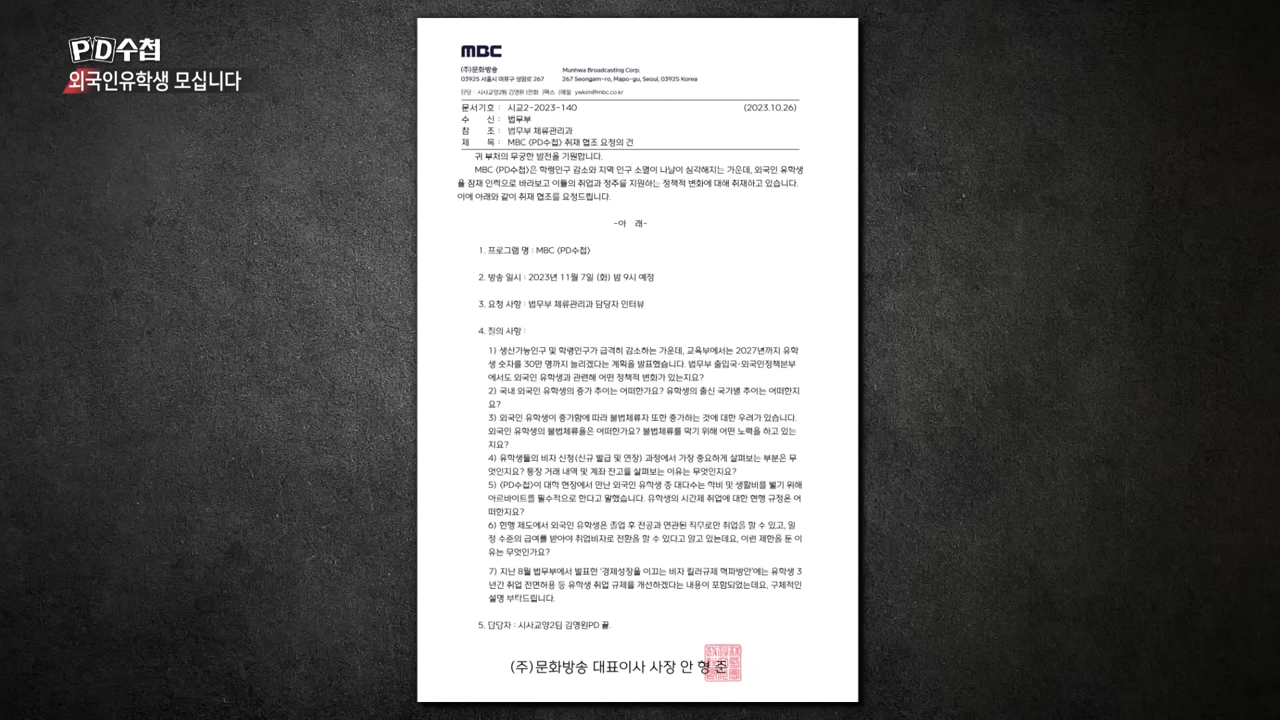 PD수첩
외국인유학생 모십니다
MBC
(주)문화방송 Munhwa Broadcasting Corp.
03925 서울시 마포구 성암로 267 267 Seongam-ro, Mapo-gu, Seoul, 03925 Korea
담당 : 시사교양2팀 김영원 |전화 |팩스 |메일 ywkim@mbc.co.kr
문서기호 : 시교2-2023-140 (2023.10.26)
수 신 : 법무부
참 조 : 법무부 체류관리과
제 목 : MBC <PD수첩> 취재 협조 요청의 건
귀 부처의 무궁한 발전을 기원합니다.
MBC <PD수첩>은 학령인구 감소와 지역 인구 소멸이 나날이 심각해지는 가운데, 외국인 유학생
을 잠재 인력으로 바라보고 이들의 취업과 정주를 지원하는 정책적 변화에 대해 취재하고 있습니다.
이에 아래와 같이 취재 협조를 요청드립니다.
-아 래-
1. 프로그램 명 : MBC <PD수첩>
2. 방송 일시 : 2023년 11월 7일 (화) 밤 9시 예정
3. 요청 사항 : 법무부 체류관리과 담당자 인터뷰
4. 질의 사항 :
1) 생산가능인구 및 학령인구가 급격히 감소하는 가운데, 교육부에서는 2027년까지 유학
생 숫자를 30만 명까지 늘리겠다는 계획을 발표했습니다. 법무부 출입국·외국인정책본부
에서도 외국인 유학생과 관련해 어떤 정책적 변화가 있는지요?
2) 국내 외국인 유학생의 증가 추이는 어떠한가요? 유학생의 출신 국가별 추이는 어떠한지
요?
3) 외국인 유학생이 증가함에 따라 불법체류자 또한 증가하는 것에 대한 우려가 있습니다.
외국인 유학생의 불법체류율은 어떠한가요? 불법체류를 막기 위해 어떤 노력을 하고 있는
지요?
4) 유학생들의 비자 신청(신규 발급 및 연장) 과정에서 가장 중요하게 살펴보는 부분은 무
엇인지요? 통장 거래 내역 및 계좌 잔고를 살펴보는 이유는 무엇인지요?
5) <PD수첩>이 대학 현장에서 만난 외국인 유학생 중 대다수는 학비 및 생활비를 벌기 위해
아르바이트를 필수적으로 한다고 말했습니다. 유학생의 시간제 취업에 대한 현행 규정은 어
떠한지요?
6) 현행 제도에서 외국인 유학생은 졸업 후 전공과 연관된 직무로만 취업을 할 수 있고, 일
정 수준의 급여를 받아야 취업비자로 전환을 할 수 있다고 알고 있는데요, 이런 제한을 둔 이
유는 무엇인가요?
7) 지난 8월 법무부에서 발표한 '경제성장을 이끄는 비자 킬러규제 혁파방안'에는 유학생 3
년간 취업 전면허용 등 유학생 취업 규제를 개선하겠다는 내용이 포함되었는데요, 구체적인
설명 부탁드립니다.
5. 담당자 : 시사교양2팀 김영원PD 끝.
(주)문화방송 대표이사 사장 안 형 준